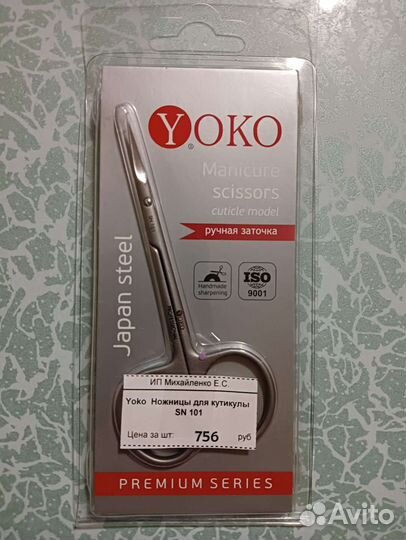 YOKO
®
Manicure
scissors
cuticle model
ручная заточка
Japan steel
Handmade
sharpening
ISO
9001
YOKO
ИП Михайленко Е.С.
Yoko Ножницы для кутикулы
SN 101
Цена за шт: 756 руб
PREMIUM SERIES
Avito